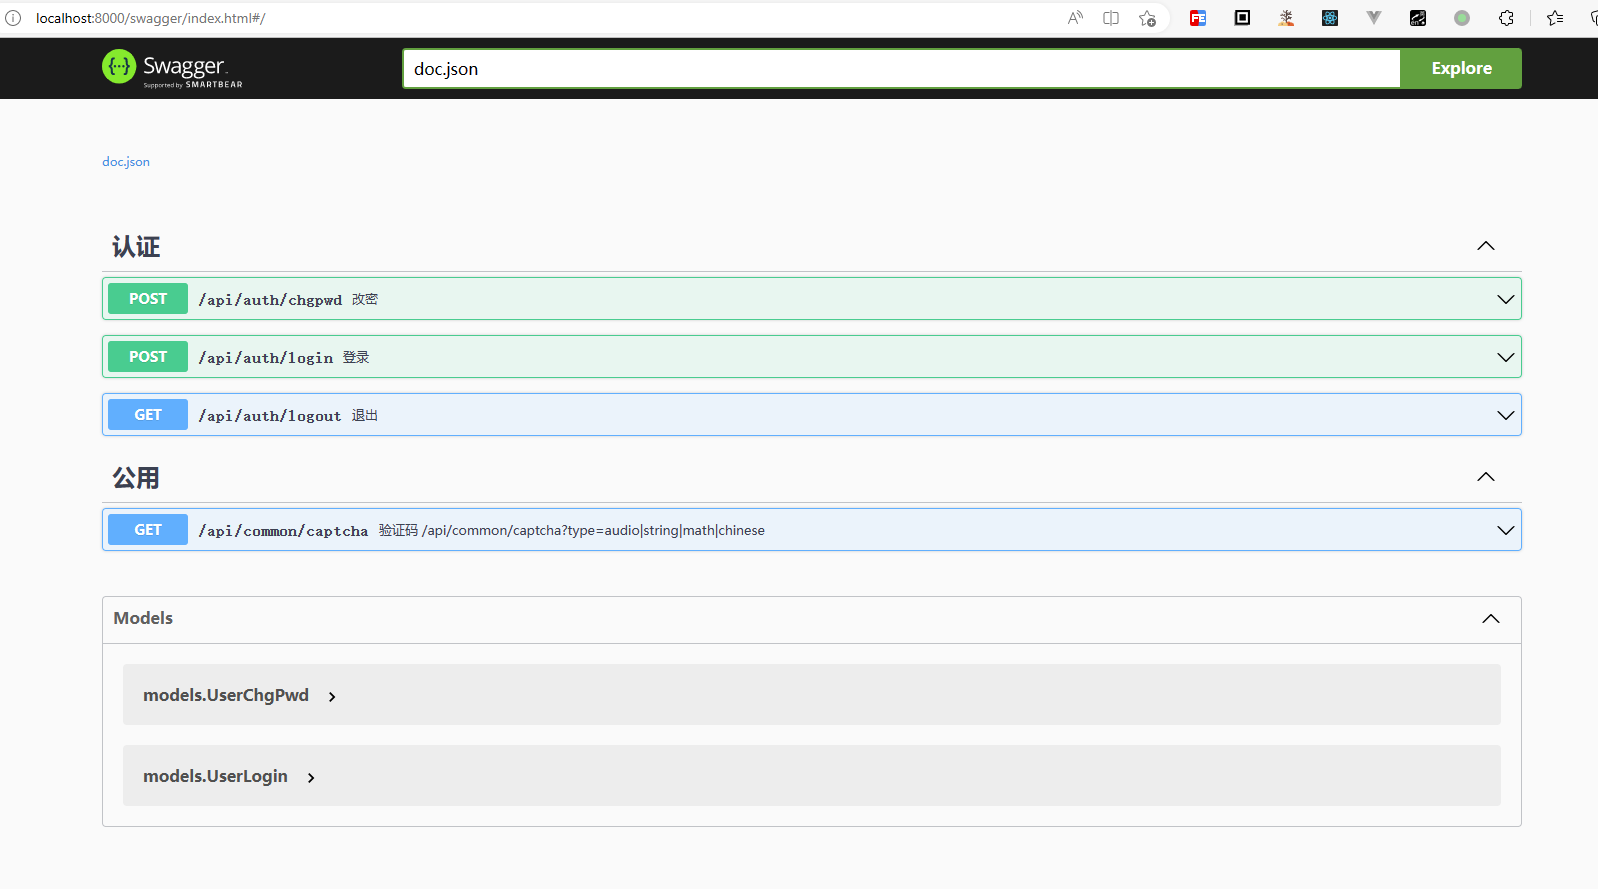 localhost:8000/swagger/index.html#/
Swagger
Supported by SMARTBEAR
doc.json
Explore
doc.json
认证
POST /api/auth/chgpwd 改密
POST /api/auth/login 登录
GET /api/auth/logout 退出
公用
GET /api/common/captcha 验证码 /api/common/captcha?type=audio|string|math|chinese
Models
models.UserChgPwd
models.UserLogin